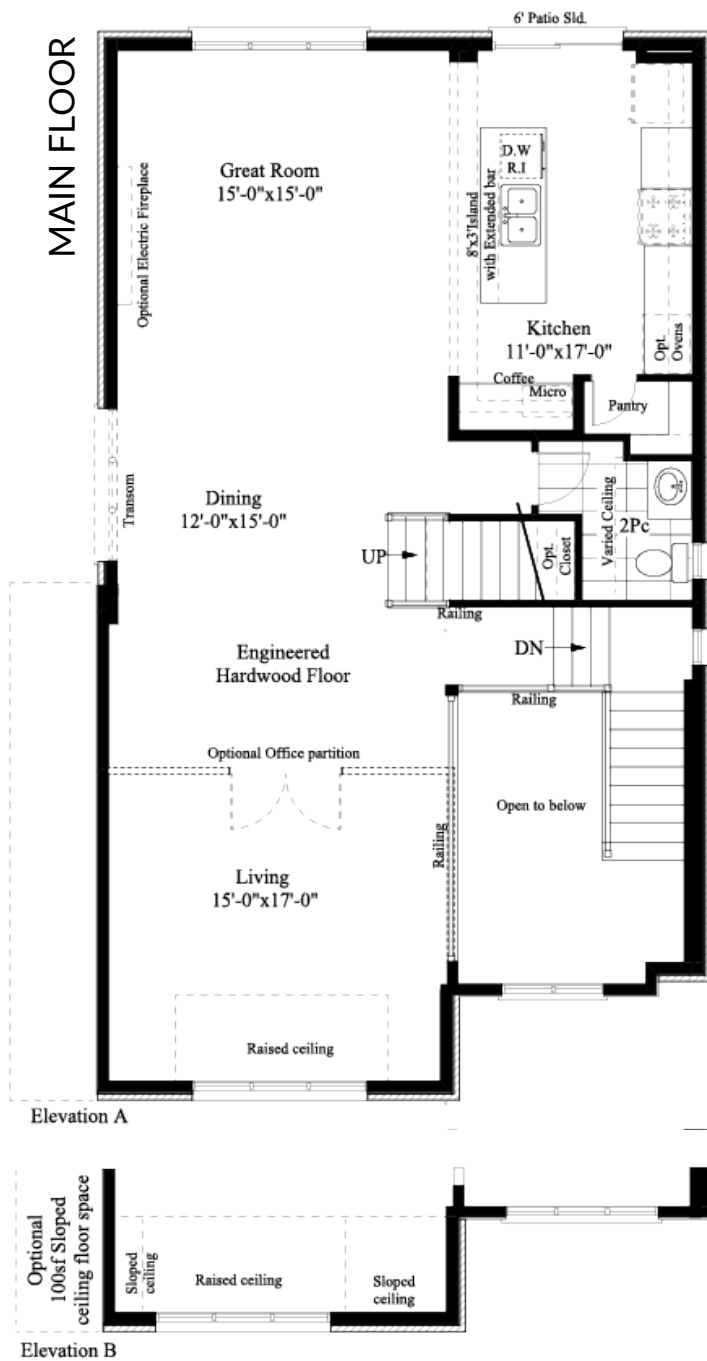 MAIN FLOOR
6' Patio Sld.
Great Room
15'-0"x15'-0"
Optional Electric Fireplace
D.W
R.I
8'x3'Island
with Extended bar
Kitchen
11'-0"x17'-0"
Opt.
Ovens
Coffee
Micro
Pantry
Transom
Dining
12'-0"x15'-0"
Varied Ceiling
2Pc
UP
Opt.
Closet
Railing
Engineered
Hardwood Floor
DN
Railing
Optional Office partition
Railing
Open to below
Living
15'-0"x17'-0"
Raised ceiling
Elevation A
Optional
100sf Sloped
ceiling floor space
Sloped
ceiling
Raised ceiling
Sloped
ceiling
Elevation B